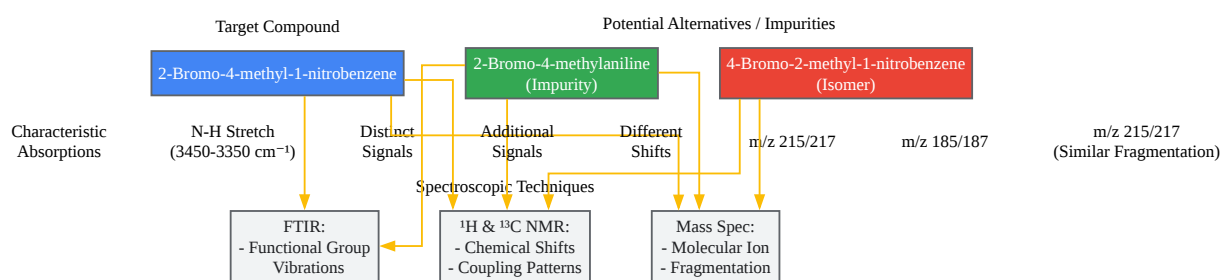 Target Compound
Potential Alternatives / Impurities
2-Bromo-4-methyl-1-nitrobenzene
2-Bromo-4-methylaniline
(Impurity)
4-Bromo-2-methyl-1-nitrobenzene
(Isomer)
Characteristic
Absorptions
N-H Stretch
(3450-3350 cm⁻¹)
Distinct
Signals
Additional
Signals
Different
Shifts
m/z 215/217
m/z 185/187
m/z 215/217
(Similar Fragmentation)
Spectroscopic Techniques
FTIR:
- Functional Group
Vibrations
¹H & ¹³C NMR:
- Chemical Shifts
- Coupling Patterns
Mass Spec:
- Molecular Ion
- Fragmentation